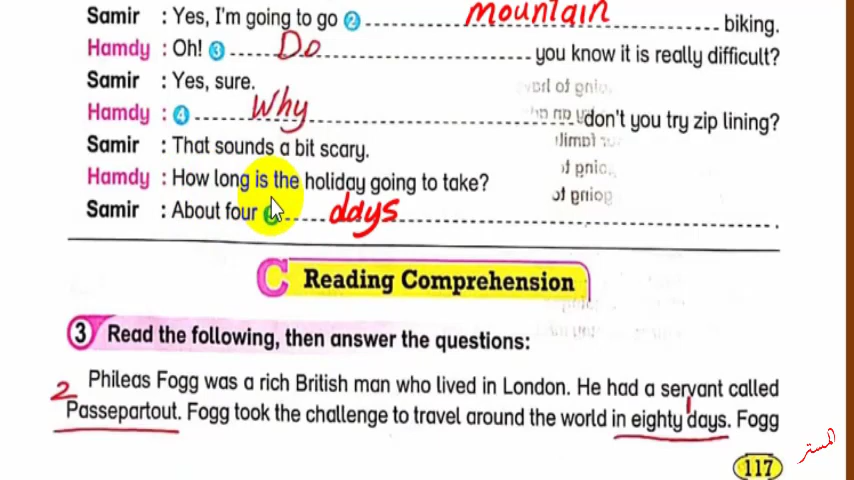 Samir : Yes, I'm going to go 2 mountain biking.
Hamdy : Oh! 3 Do you know it is really difficult?
Samir : Yes, sure.
Hamdy : 4 Why don't you try zip lining?
Samir : That sounds a bit scary.
Hamdy : How long is the holiday going to take?
Samir : About four days.
C Reading Comprehension
3 Read the following, then answer the questions:
2 Phileas Fogg was a rich British man who lived in London. He had a servant called
Passepartout. Fogg took the challenge to travel around the world in eighty days. Fogg
1
المستر
117